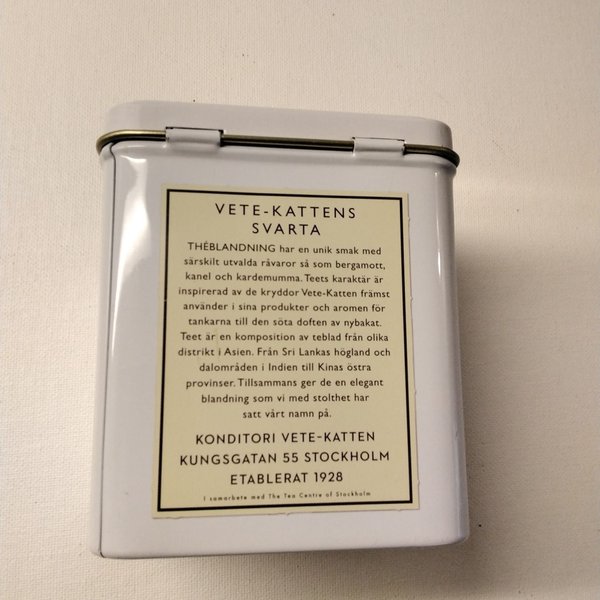 VETE-KATTENS
SVARTA
THÉBLANDNING har en unik smak med
särskilt utvalda råvaror så som bergamott,
kanel och kardemumma. Teets karaktär är
inspirerad av de kryddor Vete-Katten främst
använder i sina produkter och aromen för
tankarna till den söta doften av nybakat.
Teet är en komposition av teblad från olika
distrikt i Asien. Från Sri Lankas högland och
dalområden i Indien till Kinas östra
provinser. Tillsammans ger de en elegant
blandning som vi med stolthet har
satt vårt namn på.
KONDITORI VETE-KATTEN
KUNGSGATAN 55 STOCKHOLM
ETABLERAT 1928
I samarbete med The Tea Centre of Stockholm